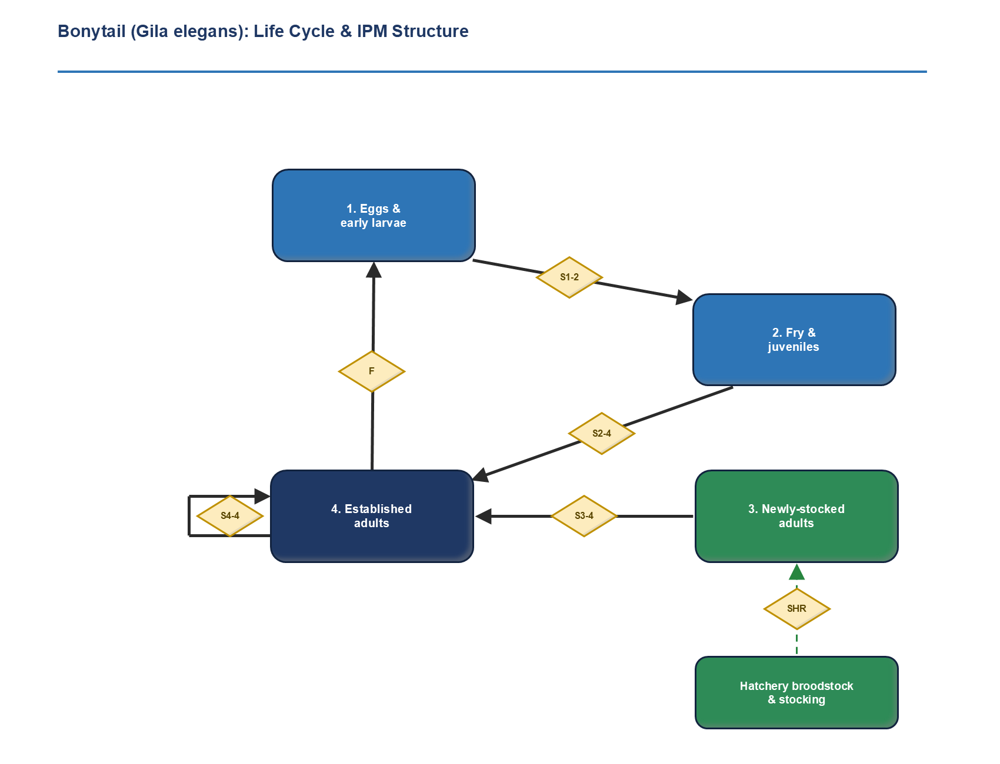 Bonytail (Gila elegans): Life Cycle & IPM Structure
1. Eggs &
early larvae
S1-2
2. Fry &
juveniles
F
S2-4
4. Established
adults
S4-4
S3-4
3. Newly-stocked
adults
SHR
Hatchery broodstock
& stocking